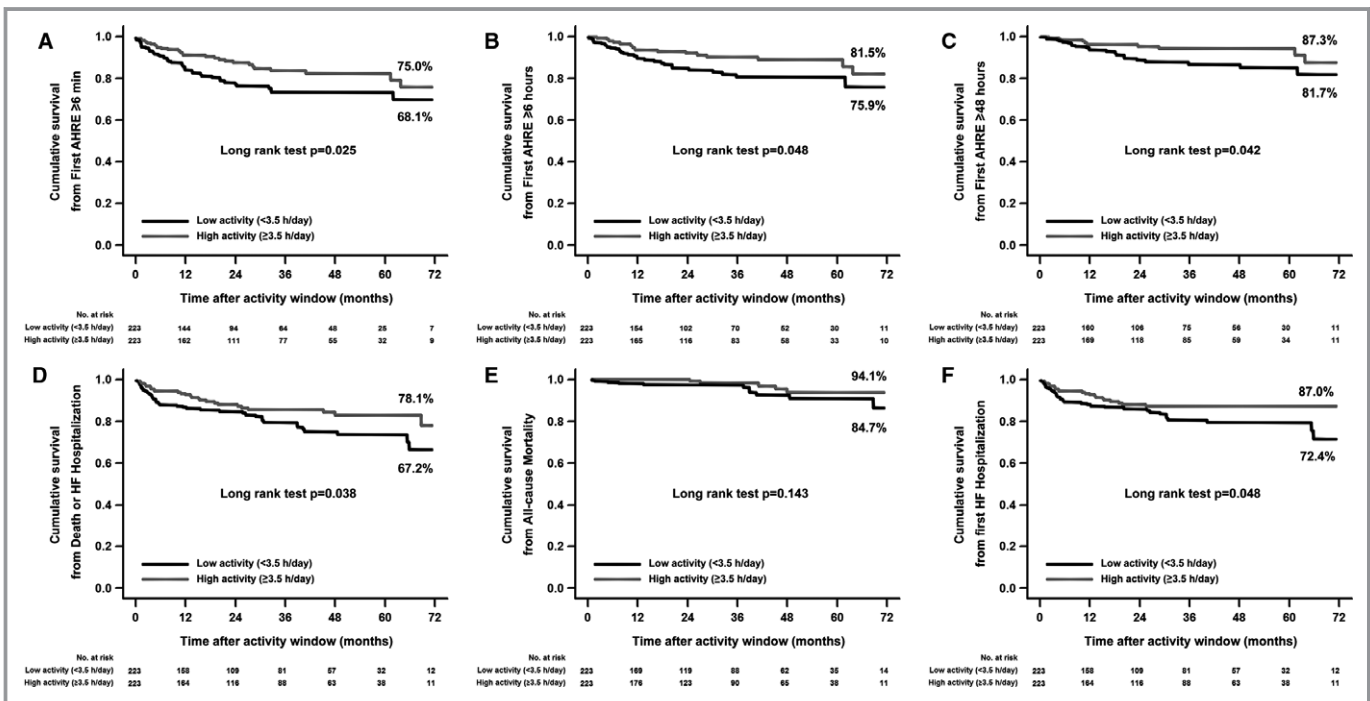 A
Cumulative survival
from First AHRE ≥6 min
1.0
0.8
0.6
0.4
0.2
0.0
75.0%
68.1%
Long rank test p=0.025
Low activity (<3.5 h/day)
High activity (≥3.5 h/day)
0 12 24 36 48 60 72
Time after activity window (months)
No. at risk
Low activity (<3.5 h/day) 223 144 94 64 48 25 7
High activity (≥3.5 h/day) 223 162 111 77 55 32 9
B
Cumulative survival
from First AHRE ≥6 hours
1.0
0.8
0.6
0.4
0.2
0.0
81.5%
75.9%
Long rank test p=0.048
Low activity (<3.5 h/day)
High activity (≥3.5 h/day)
0 12 24 36 48 60 72
Time after activity window (months)
No. at risk
Low activity (<3.5 h/day) 223 154 102 70 52 30 11
High activity (≥3.5 h/day) 223 165 116 83 58 33 10
C
Cumulative survival
from First AHRE ≥48 hours
1.0
0.8
0.6
0.4
0.2
0.0
87.3%
81.7%
Long rank test p=0.042
Low activity (<3.5 h/day)
High activity (≥3.5 h/day)
0 12 24 36 48 60 72
Time after activity window (months)
No. at risk
Low activity (<3.5 h/day) 223 160 106 75 56 30 11
High activity (≥3.5 h/day) 223 169 118 85 59 34 11
D
Cumulative survival
from Death or HF Hospitalization
1.0
0.8
0.6
0.4
0.2
0.0
78.1%
67.2%
Long rank test p=0.038
Low activity (<3.5 h/day)
High activity (≥3.5 h/day)
0 12 24 36 48 60 72
Time after activity window (months)
No. at risk
Low activity (<3.5 h/day) 223 158 109 81 57 32 12
High activity (≥3.5 h/day) 223 164 116 88 63 38 11
E
Cumulative survival
from All-cause Mortality
1.0
0.8
0.6
0.4
0.2
0.0
94.1%
84.7%
Long rank test p=0.143
Low activity (<3.5 h/day)
High activity (≥3.5 h/day)
0 12 24 36 48 60 72
Time after activity window (months)
No. at risk
Low activity (<3.5 h/day) 223 169 119 88 62 35 14
High activity (≥3.5 h/day) 223 176 123 90 65 38 11
F
Cumulative survival
from first HF Hospitalization
1.0
0.8
0.6
0.4
0.2
0.0
87.0%
72.4%
Long rank test p=0.048
Low activity (<3.5 h/day)
High activity (≥3.5 h/day)
0 12 24 36 48 60 72
Time after activity window (months)
No. at risk
Low activity (<3.5 h/day) 223 158 109 81 57 32 12
High activity (≥3.5 h/day) 223 164 116 88 63 38 11